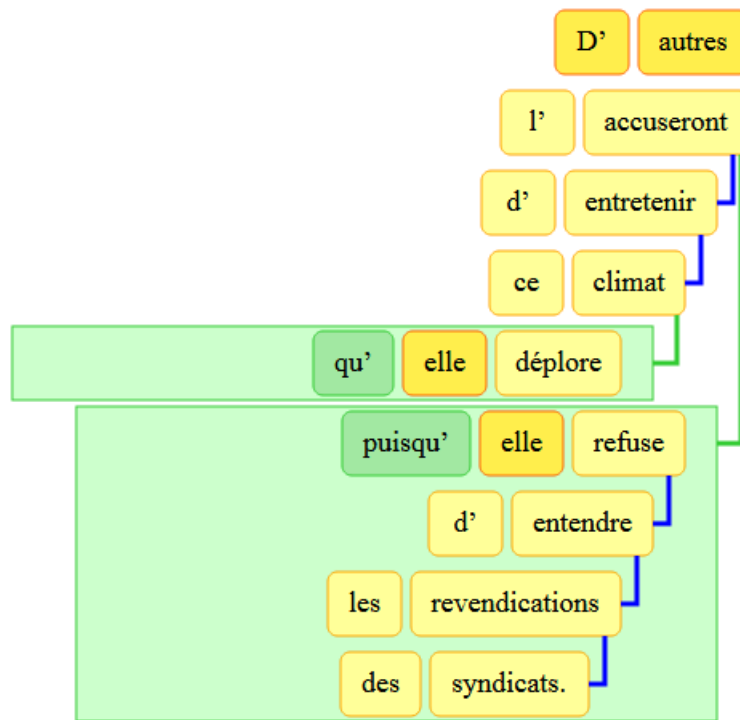 D’ autres
l’ accuseront
d’ entretenir
ce climat
qu’ elle déplore
puisqu’ elle refuse
d’ entendre
les revendications
des syndicats.